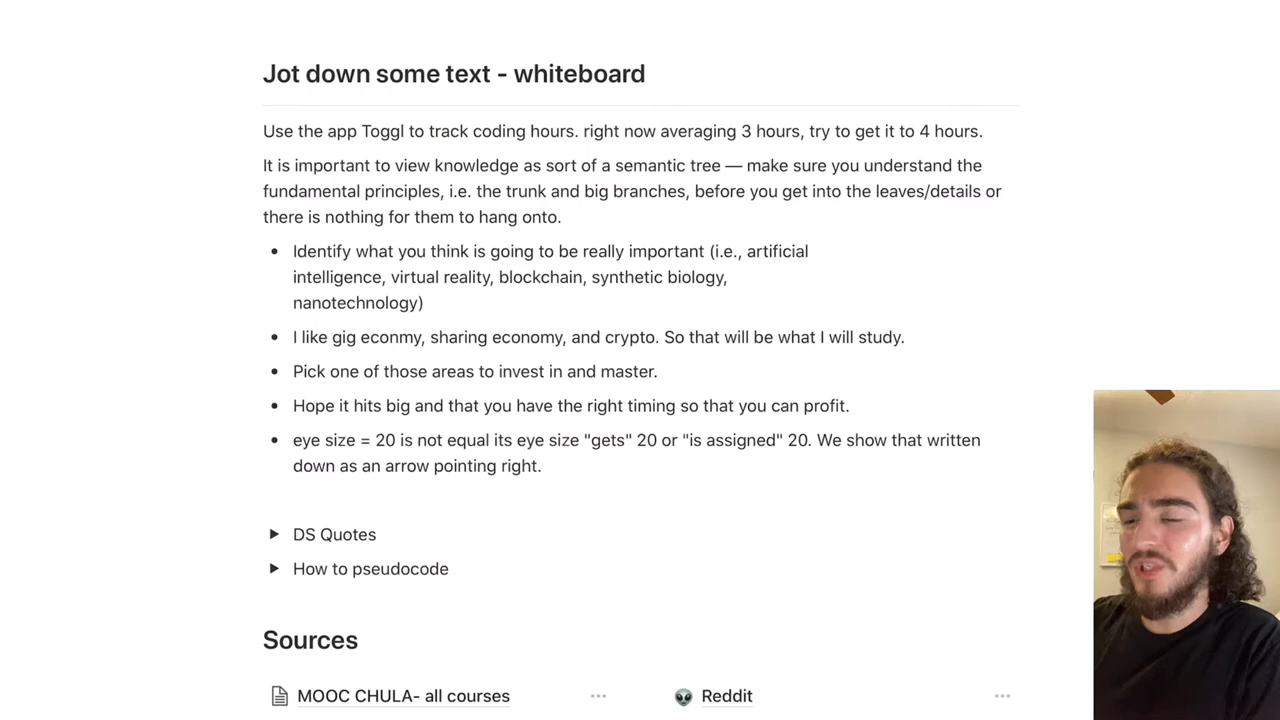 Jot down some text - whiteboard
Use the app Toggl to track coding hours. right now averaging 3 hours, try to get it to 4 hours.
It is important to view knowledge as sort of a semantic tree — make sure you understand the
fundamental principles, i.e. the trunk and big branches, before you get into the leaves/details or
there is nothing for them to hang onto.
Identify what you think is going to be really important (i.e., artificial
intelligence, virtual reality, blockchain, synthetic biology,
nanotechnology)
I like gig econmy, sharing economy, and crypto. So that will be what I will study.
Pick one of those areas to invest in and master.
Hope it hits big and that you have the right timing so that you can profit.
eye size = 20 is not equal its eye size "gets" 20 or "is assigned" 20. We show that written
down as an arrow pointing right.
DS Quotes
How to pseudocode
Sources
MOOC CHULA- all courses
Reddit